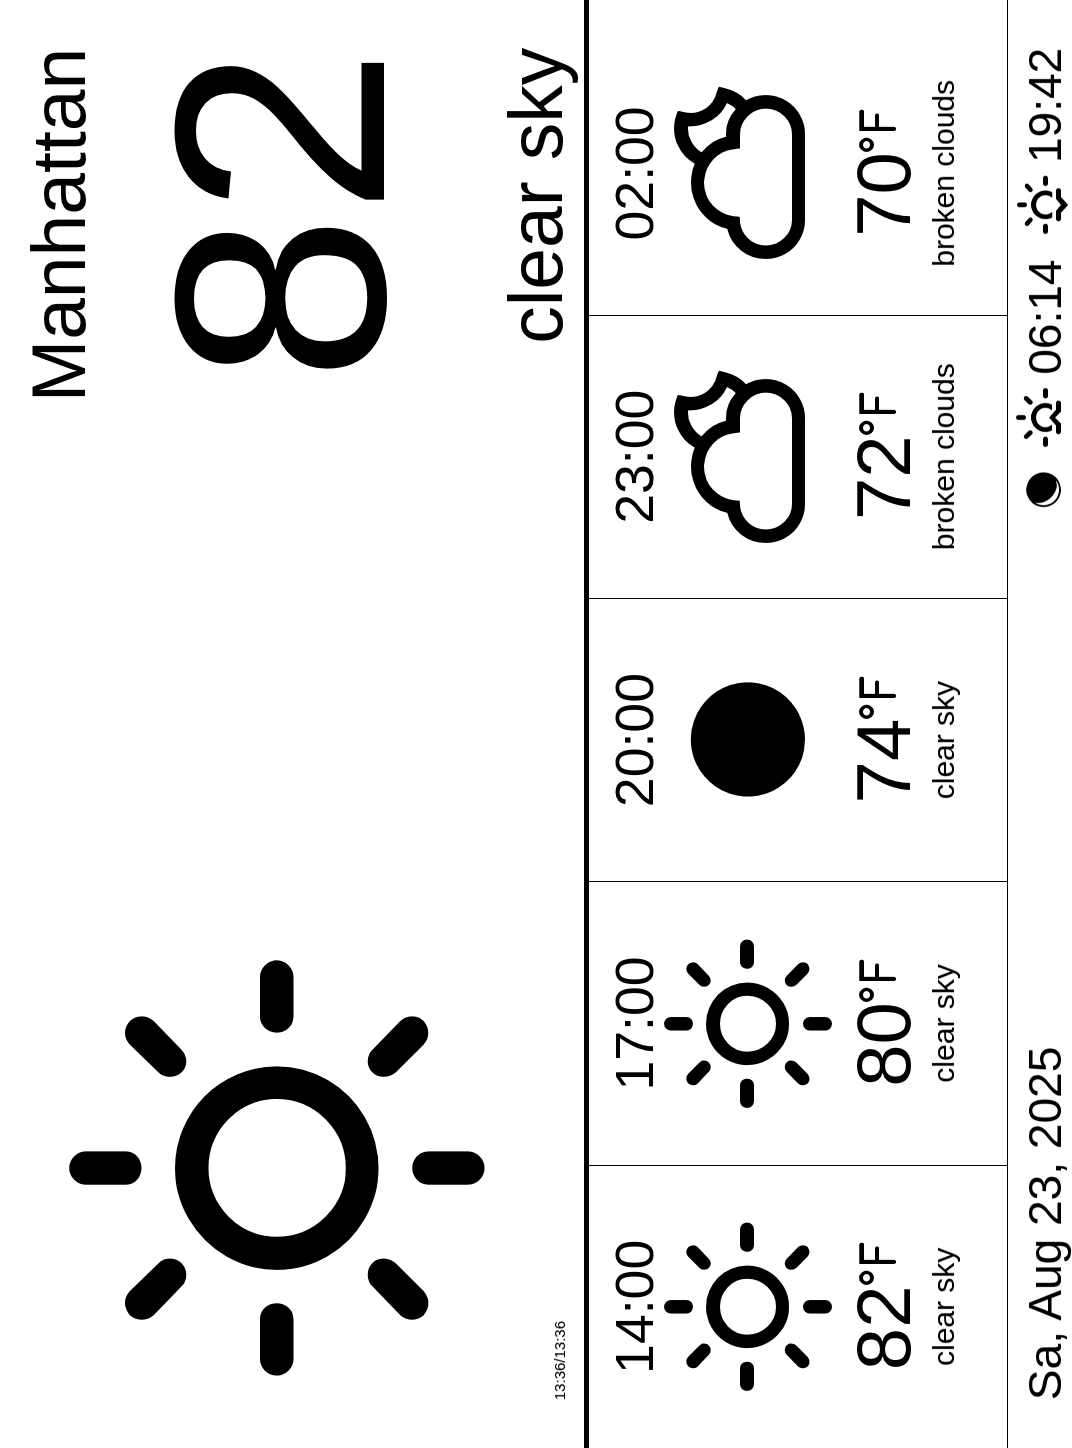 Manhattan
82
clear sky
13:36/13:36
14:00
82°F
clear sky
17:00
80°F
clear sky
20:00
74°F
clear sky
23:00
72°F
broken clouds
02:00
70°F
broken clouds
Sa, Aug 23, 2025
06:14
19:42